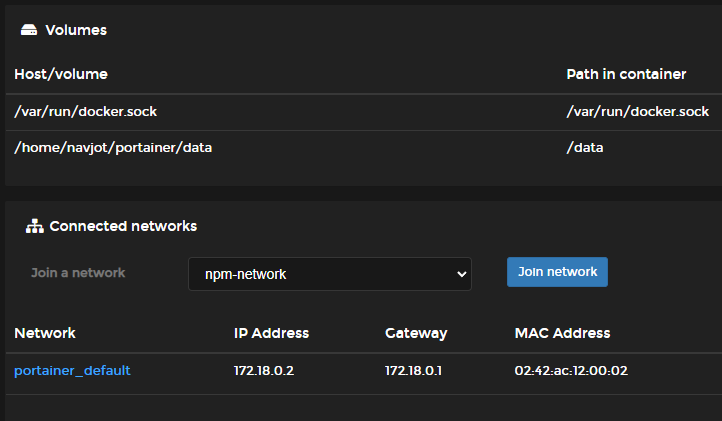 Volumes
Host/volume Path in container
/var/run/docker.sock /var/run/docker.sock
/home/navjot/portainer/data /data
Connected networks
Join a network npm-network Join network
Network IP Address Gateway MAC Address
portainer_default 172.18.0.2 172.18.0.1 02:42:ac:12:00:02